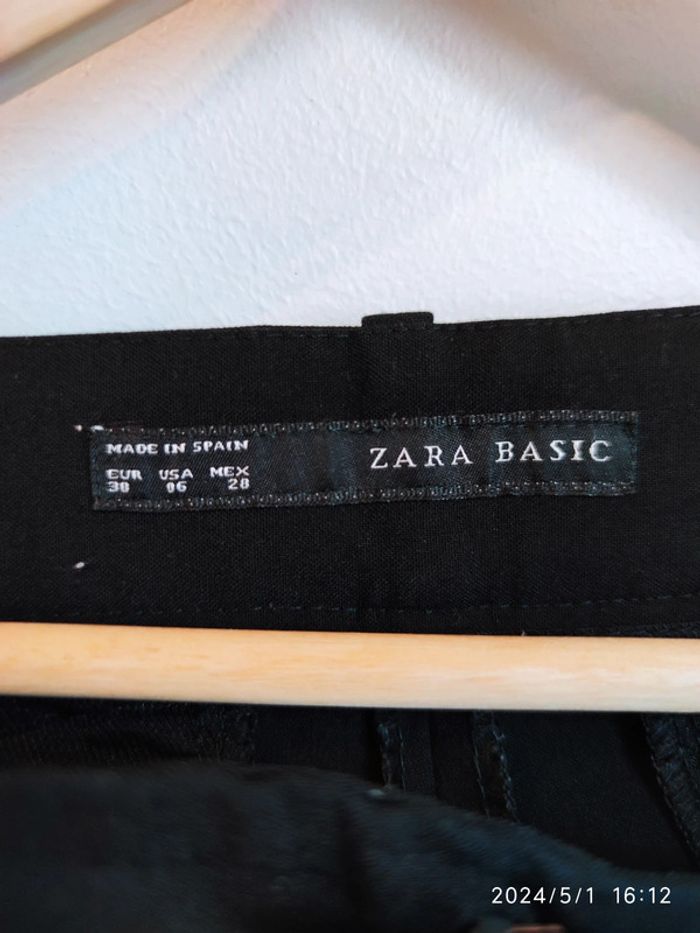 MADE IN SPAIN
EUR USA MEX
38 06 28
ZARA BASIC
2024/5/1 16:12